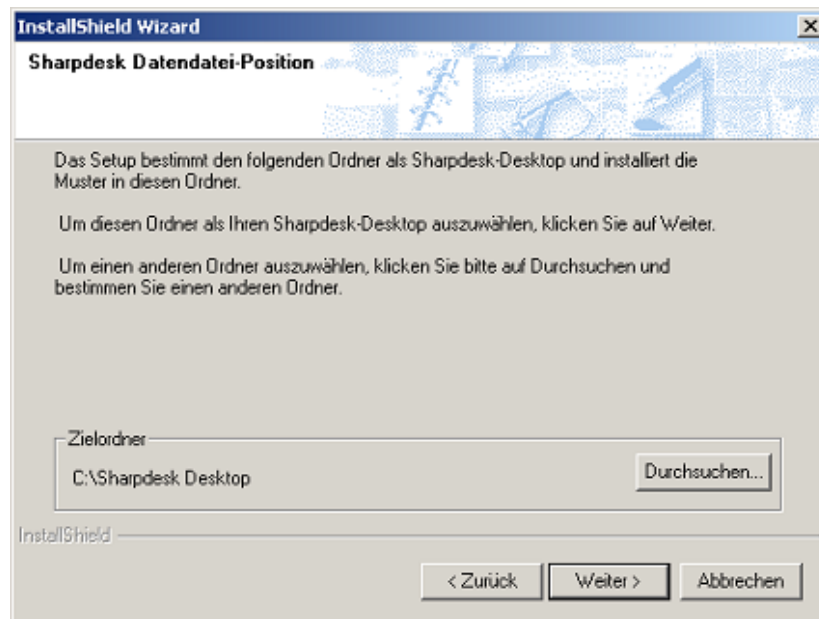 InstallShield Wizard
Sharpdesk Datendatei-Position
Das Setup bestimmt den folgenden Ordner als Sharpdesk-Desktop und installiert die
Muster in diesen Ordner.
Um diesen Ordner als Ihren Sharpdesk-Desktop auszuwählen, klicken Sie auf Weiter.
Um einen anderen Ordner auszuwählen, klicken Sie bitte auf Durchsuchen und
bestimmen Sie einen anderen Ordner.
Zielordner
C:\Sharpdesk Desktop
Durchsuchen...
InstallShield
< Zurück
Weiter >
Abbrechen